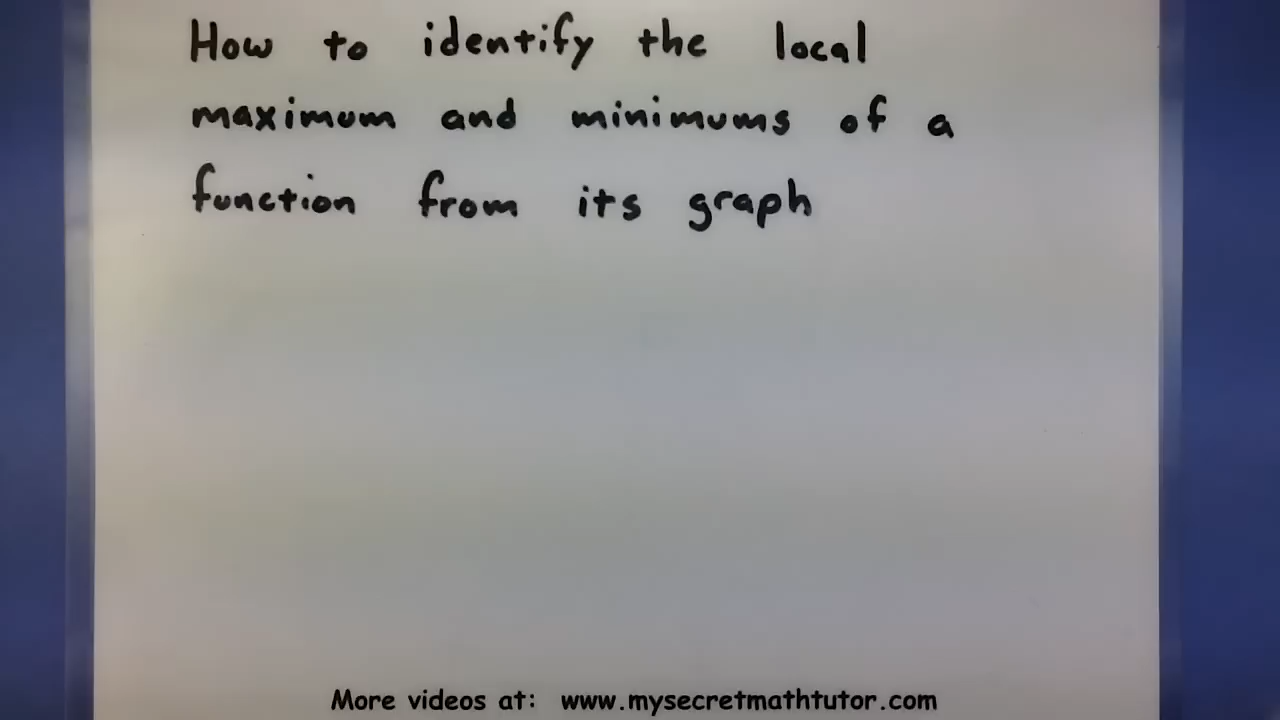 How to identify the local
maximum and minimums of a
function from its graph
More videos at: www.mysecretmathtutor.com